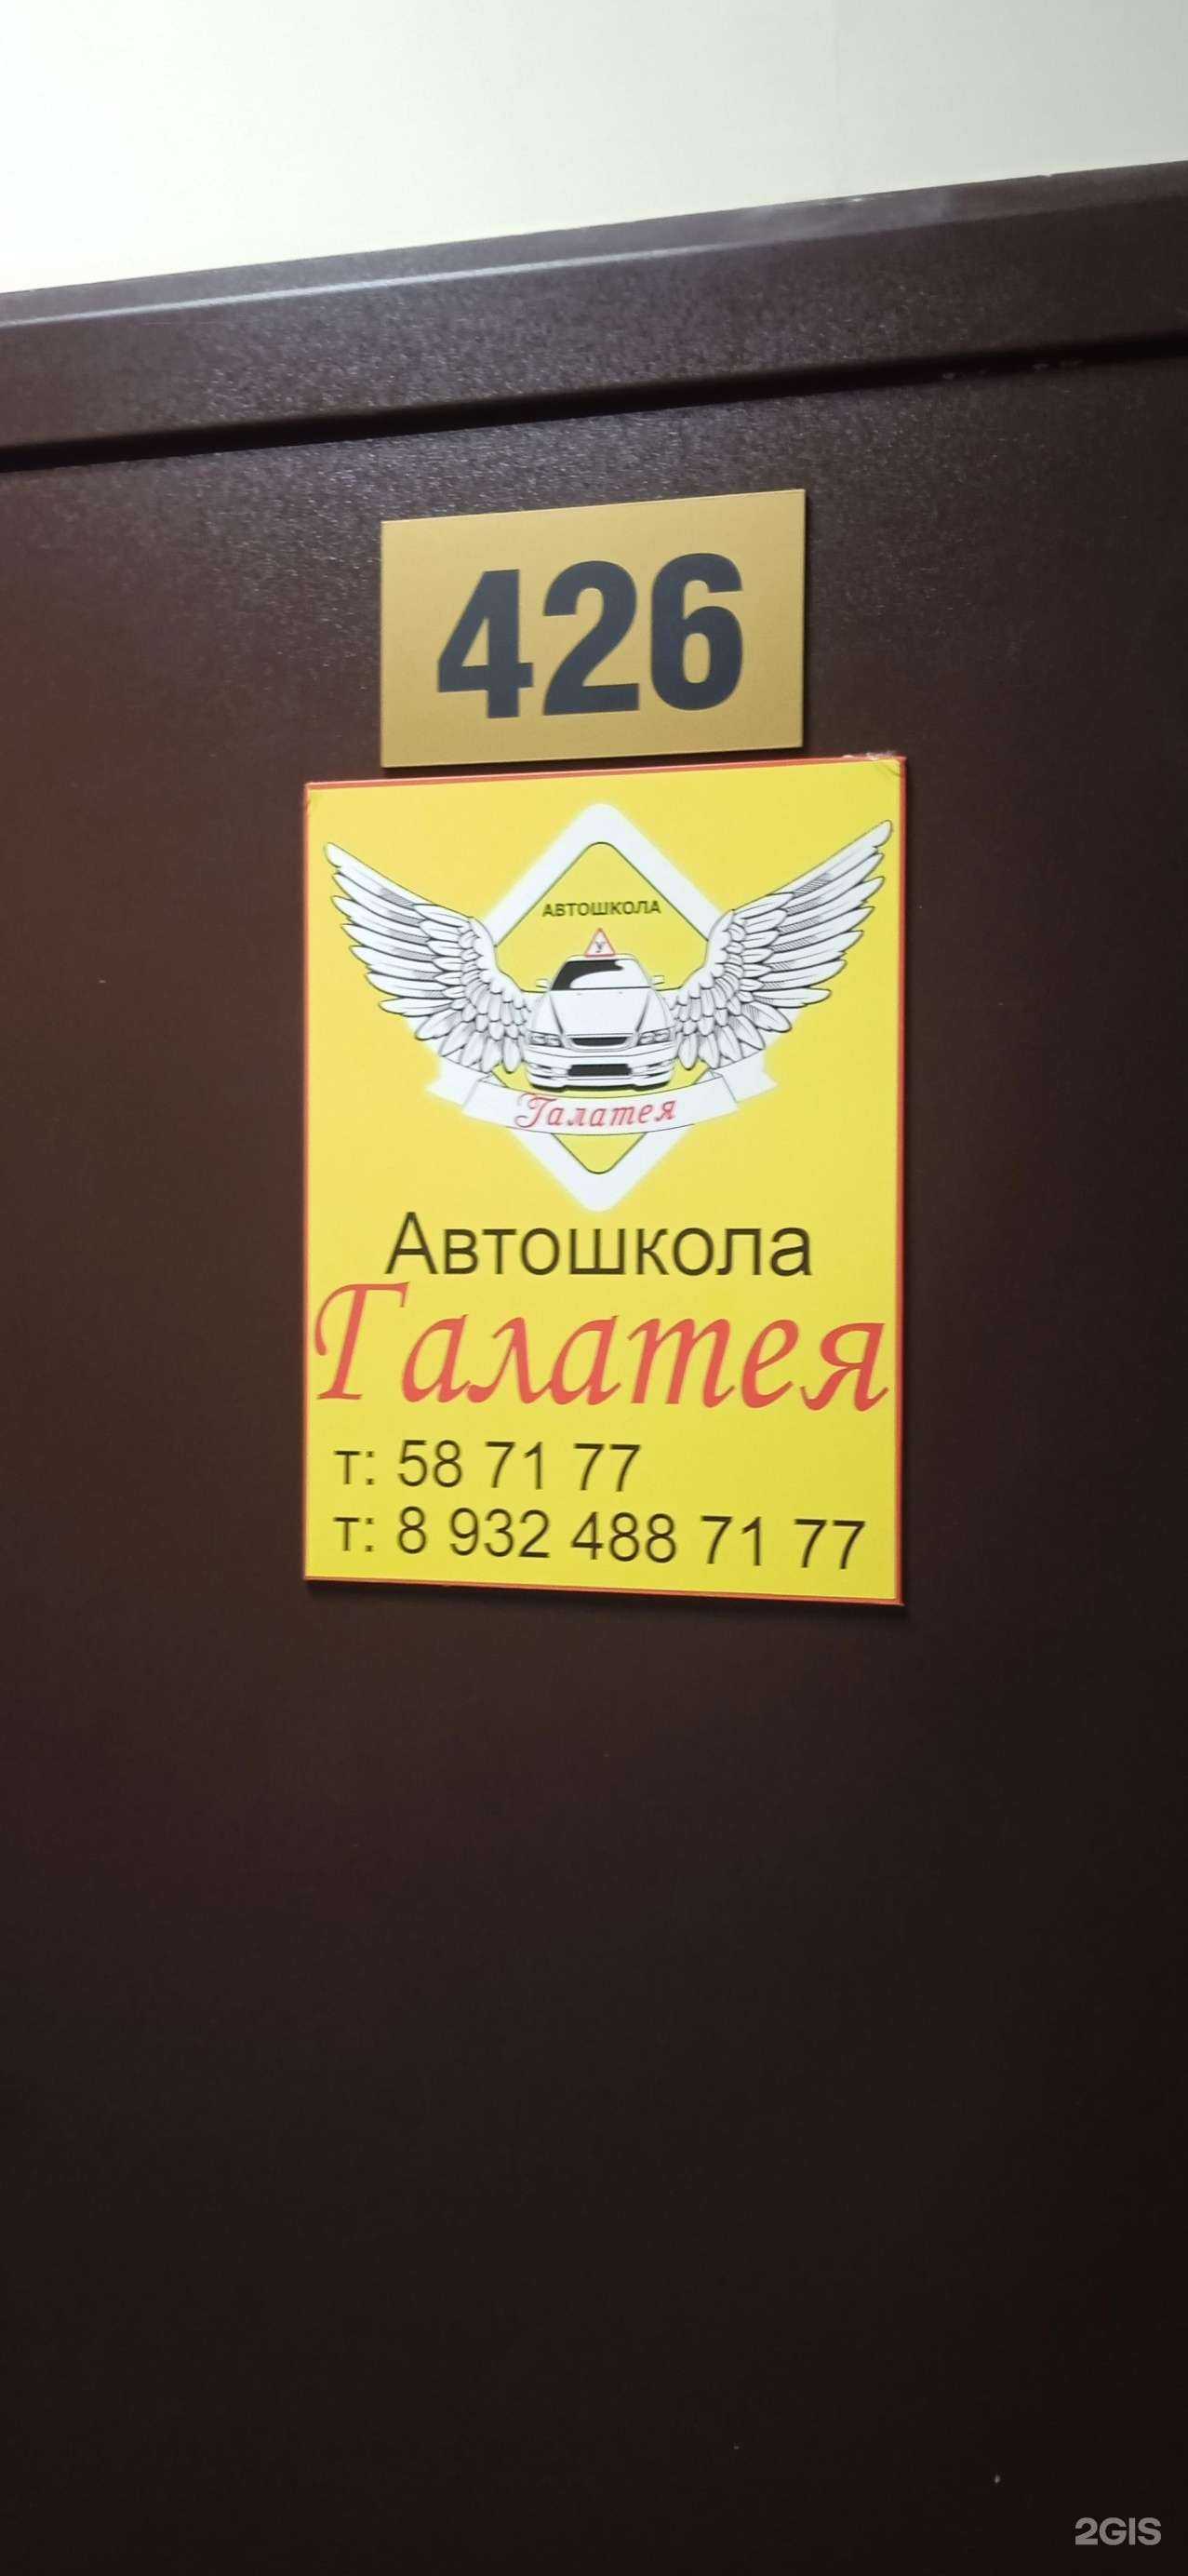 426
АВТОШКОЛА
У
Галатея
Автошкола
Галатея
т: 58 71 77
т: 8 932 488 71 77
2GIS